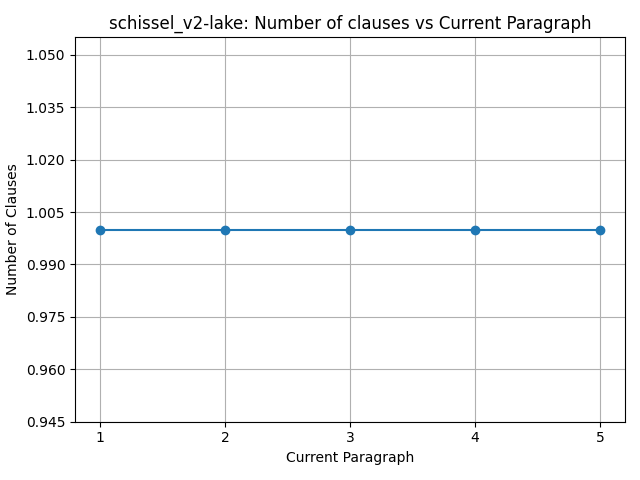 schissel_v2-lake: Number of clauses vs Current Paragraph
1.050
1.035
1.020
1.005
0.990
0.975
0.960
0.945
Number of Clauses
1 2 3 4 5
Current Paragraph